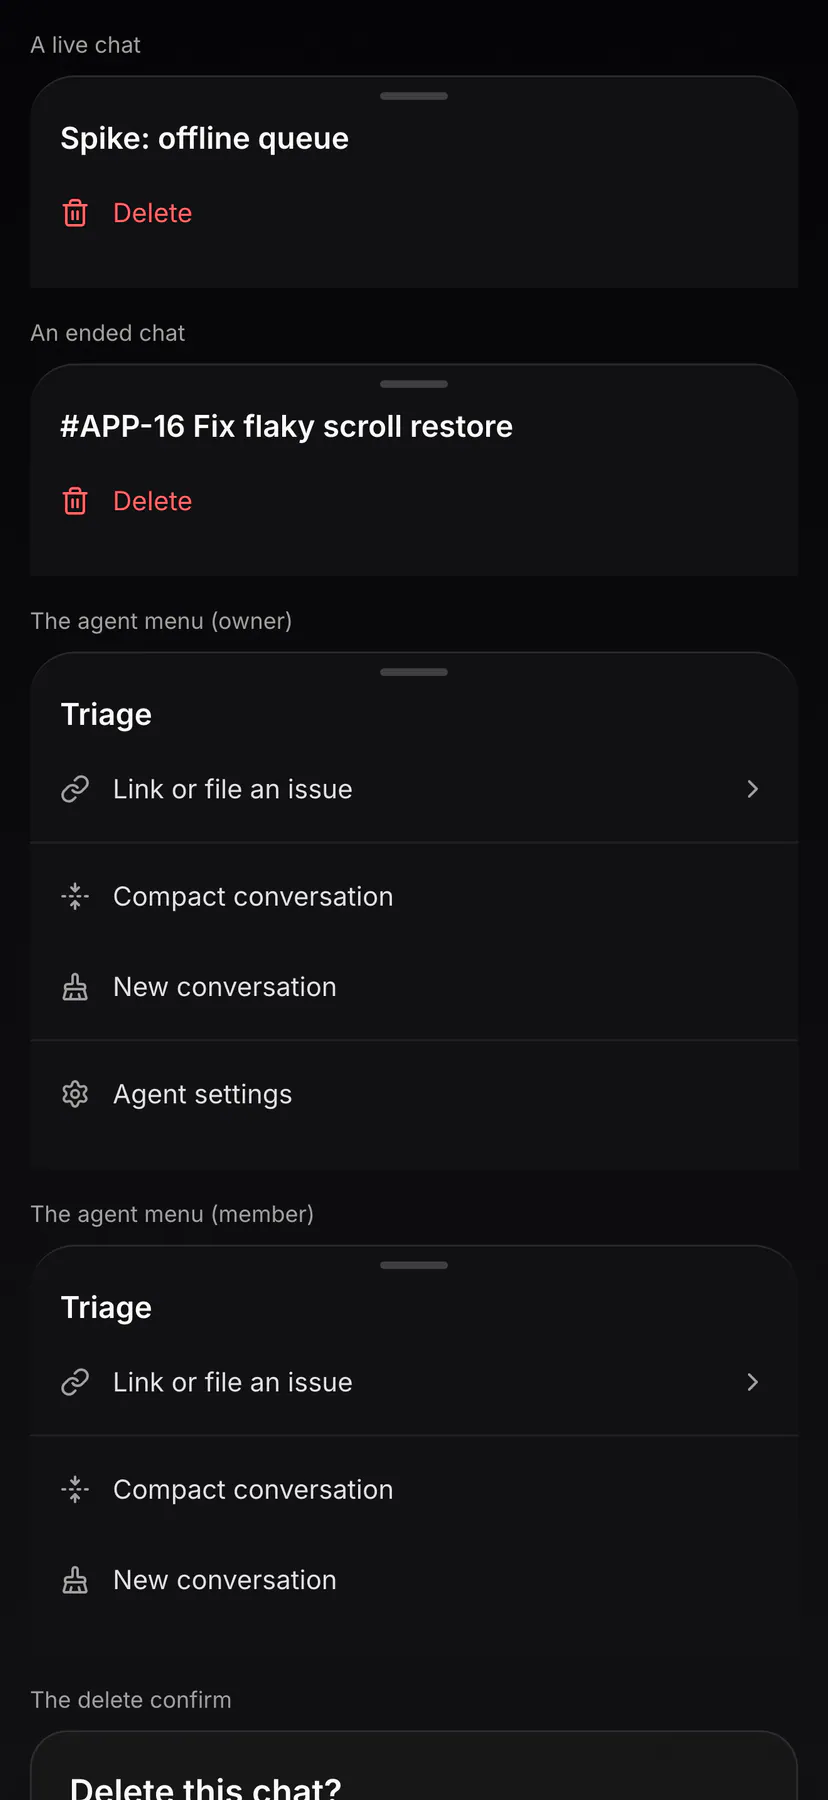 A live chat
Spike: offline queue
Delete
An ended chat
#APP-16 Fix flaky scroll restore
Delete
The agent menu (owner)
Triage
Link or file an issue
Compact conversation
New conversation
Agent settings
The agent menu (member)
Triage
Link or file an issue
Compact conversation
New conversation
The delete confirm
Delete this chat?